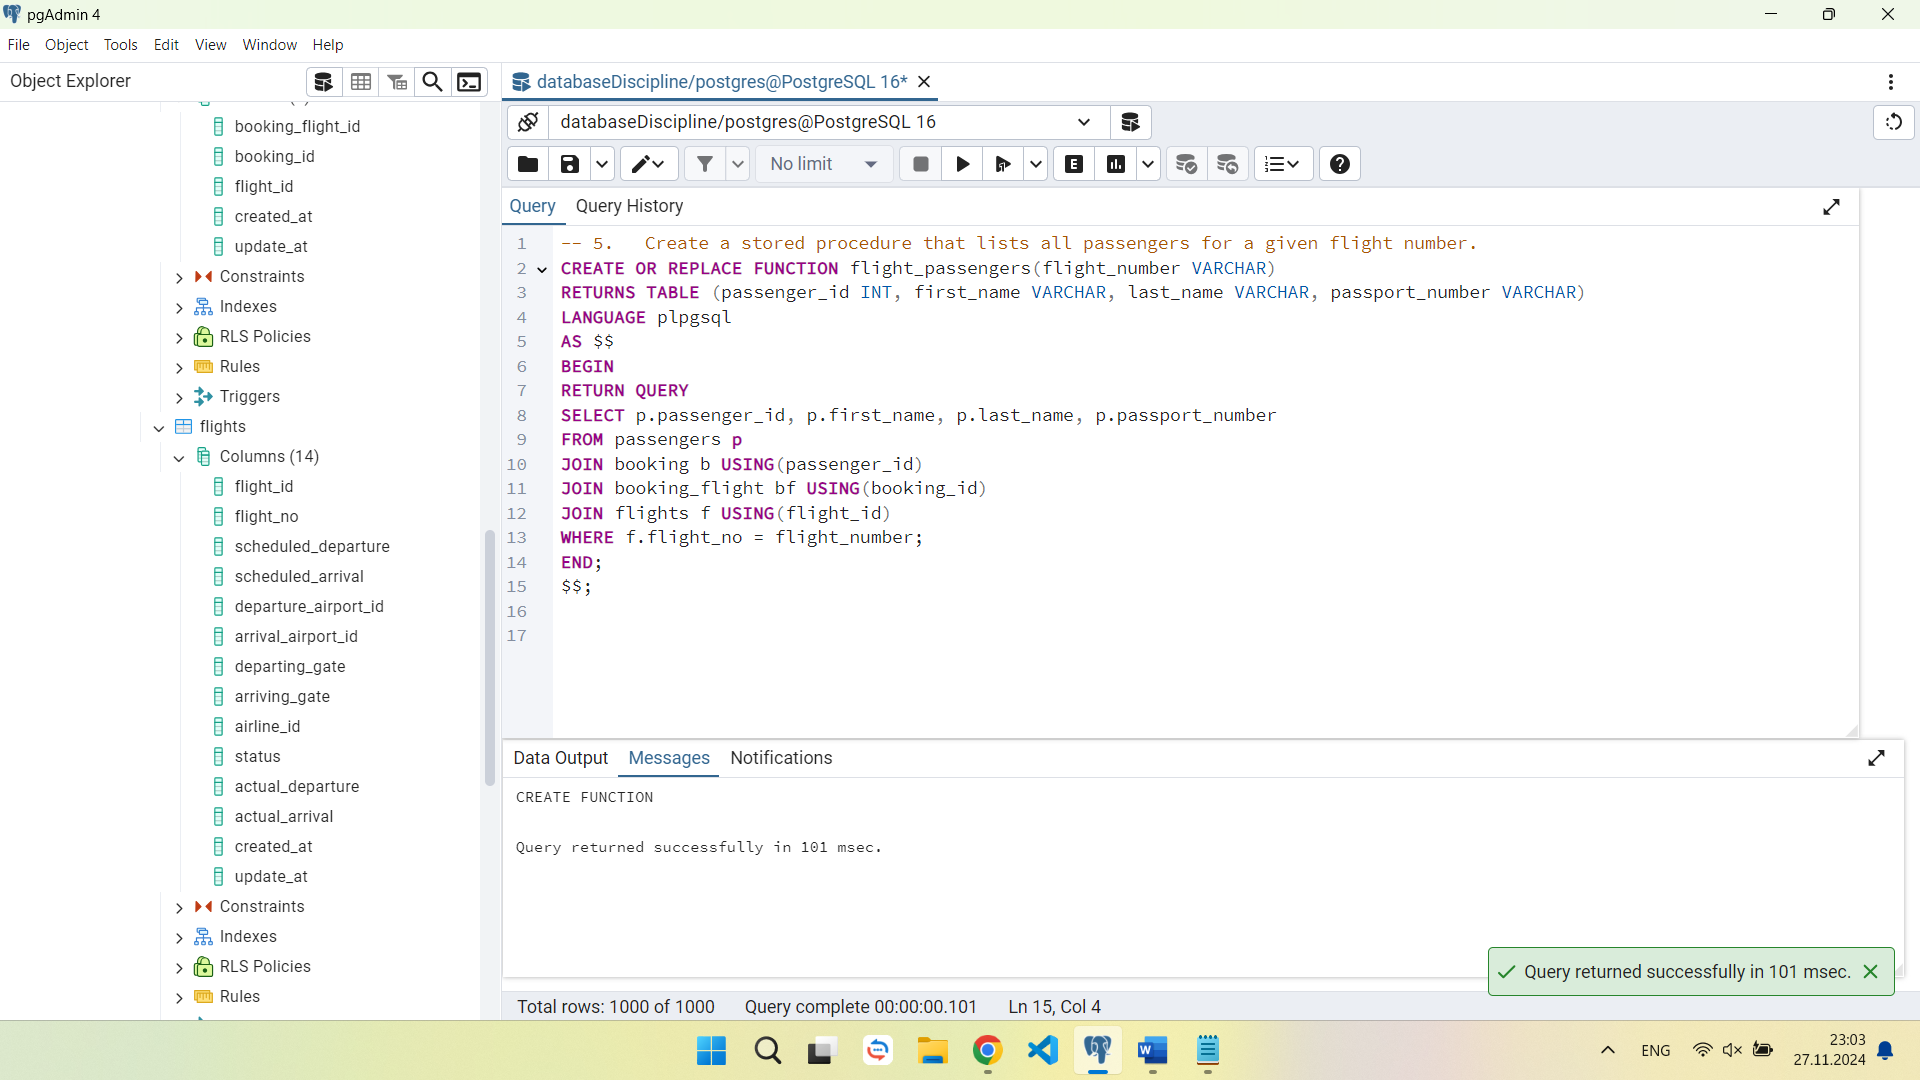 pgAdmin 4
File Object Tools Edit View Window Help
Object Explorer
databaseDiscipline/postgres@PostgreSQL 16*
databaseDiscipline/postgres@PostgreSQL 16
No limit
E
Query Query History
booking_flight_id
booking_id
flight_id
created_at
update_at
Constraints
Indexes
RLS Policies
Rules
Triggers
flights
Columns (14)
flight_id
flight_no
scheduled_departure
scheduled_arrival
departure_airport_id
arrival_airport_id
departing_gate
arriving_gate
airline_id
status
actual_departure
actual_arrival
created_at
update_at
Constraints
Indexes
RLS Policies
Rules
1 -- 5. Create a stored procedure that lists all passengers for a given flight number.
2 CREATE OR REPLACE FUNCTION flight_passengers(flight_number VARCHAR)
3 RETURNS TABLE (passenger_id INT, first_name VARCHAR, last_name VARCHAR, passport_number VARCHAR)
4 LANGUAGE plpgsql
5 AS $$
6 BEGIN
7 RETURN QUERY
8 SELECT p.passenger_id, p.first_name, p.last_name, p.passport_number
9 FROM passengers p
10 JOIN booking b USING(passenger_id)
11 JOIN booking_flight bf USING(booking_id)
12 JOIN flights f USING(flight_id)
13 WHERE f.flight_no = flight_number;
14 END;
15 $$;
16
17
Data Output Messages Notifications
CREATE FUNCTION
Query returned successfully in 101 msec.
Query returned successfully in 101 msec.
Total rows: 1000 of 1000 Query complete 00:00:00.101 Ln 15, Col 4
ENG
23:03
27.11.2024